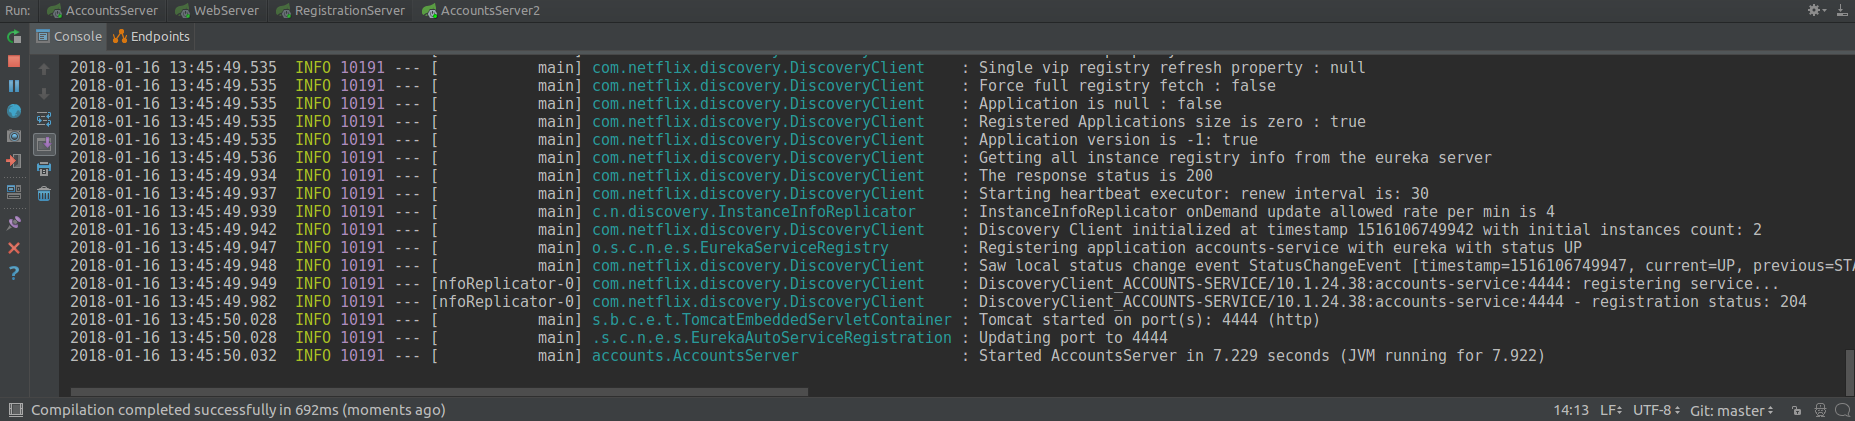 Run: AccountsServer WebServer RegistrationServer AccountsServer2
Console Endpoints
2018-01-16 13:45:49.535 INFO 10191 --- [ main] com.netflix.discovery.DiscoveryClient : Single vip registry refresh property : null
2018-01-16 13:45:49.535 INFO 10191 --- [ main] com.netflix.discovery.DiscoveryClient : Force full registry fetch : false
2018-01-16 13:45:49.535 INFO 10191 --- [ main] com.netflix.discovery.DiscoveryClient : Application is null : false
2018-01-16 13:45:49.535 INFO 10191 --- [ main] com.netflix.discovery.DiscoveryClient : Registered Applications size is zero : true
2018-01-16 13:45:49.535 INFO 10191 --- [ main] com.netflix.discovery.DiscoveryClient : Application version is -1: true
2018-01-16 13:45:49.536 INFO 10191 --- [ main] com.netflix.discovery.DiscoveryClient : Getting all instance registry info from the eureka server
2018-01-16 13:45:49.934 INFO 10191 --- [ main] com.netflix.discovery.DiscoveryClient : The response status is 200
2018-01-16 13:45:49.937 INFO 10191 --- [ main] com.netflix.discovery.DiscoveryClient : Starting heartbeat executor: renew interval is: 30
2018-01-16 13:45:49.939 INFO 10191 --- [ main] c.n.discovery.InstanceInfoReplicator : InstanceInfoReplicator onDemand update allowed rate per min is 4
2018-01-16 13:45:49.942 INFO 10191 --- [ main] com.netflix.discovery.DiscoveryClient : Discovery Client initialized at timestamp 1516106749942 with initial instances count: 2
2018-01-16 13:45:49.947 INFO 10191 --- [ main] o.s.c.n.e.s.EurekaServiceRegistry : Registering application accounts-service with eureka with status UP
2018-01-16 13:45:49.948 INFO 10191 --- [ main] com.netflix.discovery.DiscoveryClient : Saw local status change event StatusChangeEvent [timestamp=1516106749947, current=UP, previous=STA
2018-01-16 13:45:49.949 INFO 10191 --- [nfoReplicator-0] com.netflix.discovery.DiscoveryClient : DiscoveryClient_ACCOUNTS-SERVICE/10.1.24.38:accounts-service:4444: registering service...
2018-01-16 13:45:49.982 INFO 10191 --- [nfoReplicator-0] com.netflix.discovery.DiscoveryClient : DiscoveryClient_ACCOUNTS-SERVICE/10.1.24.38:accounts-service:4444 - registration status: 204
2018-01-16 13:45:50.028 INFO 10191 --- [ main] s.b.c.e.t.TomcatEmbeddedServletContainer : Tomcat started on port(s): 4444 (http)
2018-01-16 13:45:50.028 INFO 10191 --- [ main] .s.c.n.e.s.EurekaAutoServiceRegistration : Updating port to 4444
2018-01-16 13:45:50.032 INFO 10191 --- [ main] accounts.AccountsServer : Started AccountsServer in 7.229 seconds (JVM running for 7.922)
Compilation completed successfully in 692ms (moments ago) 14:13 LF UTF-8 Git: master